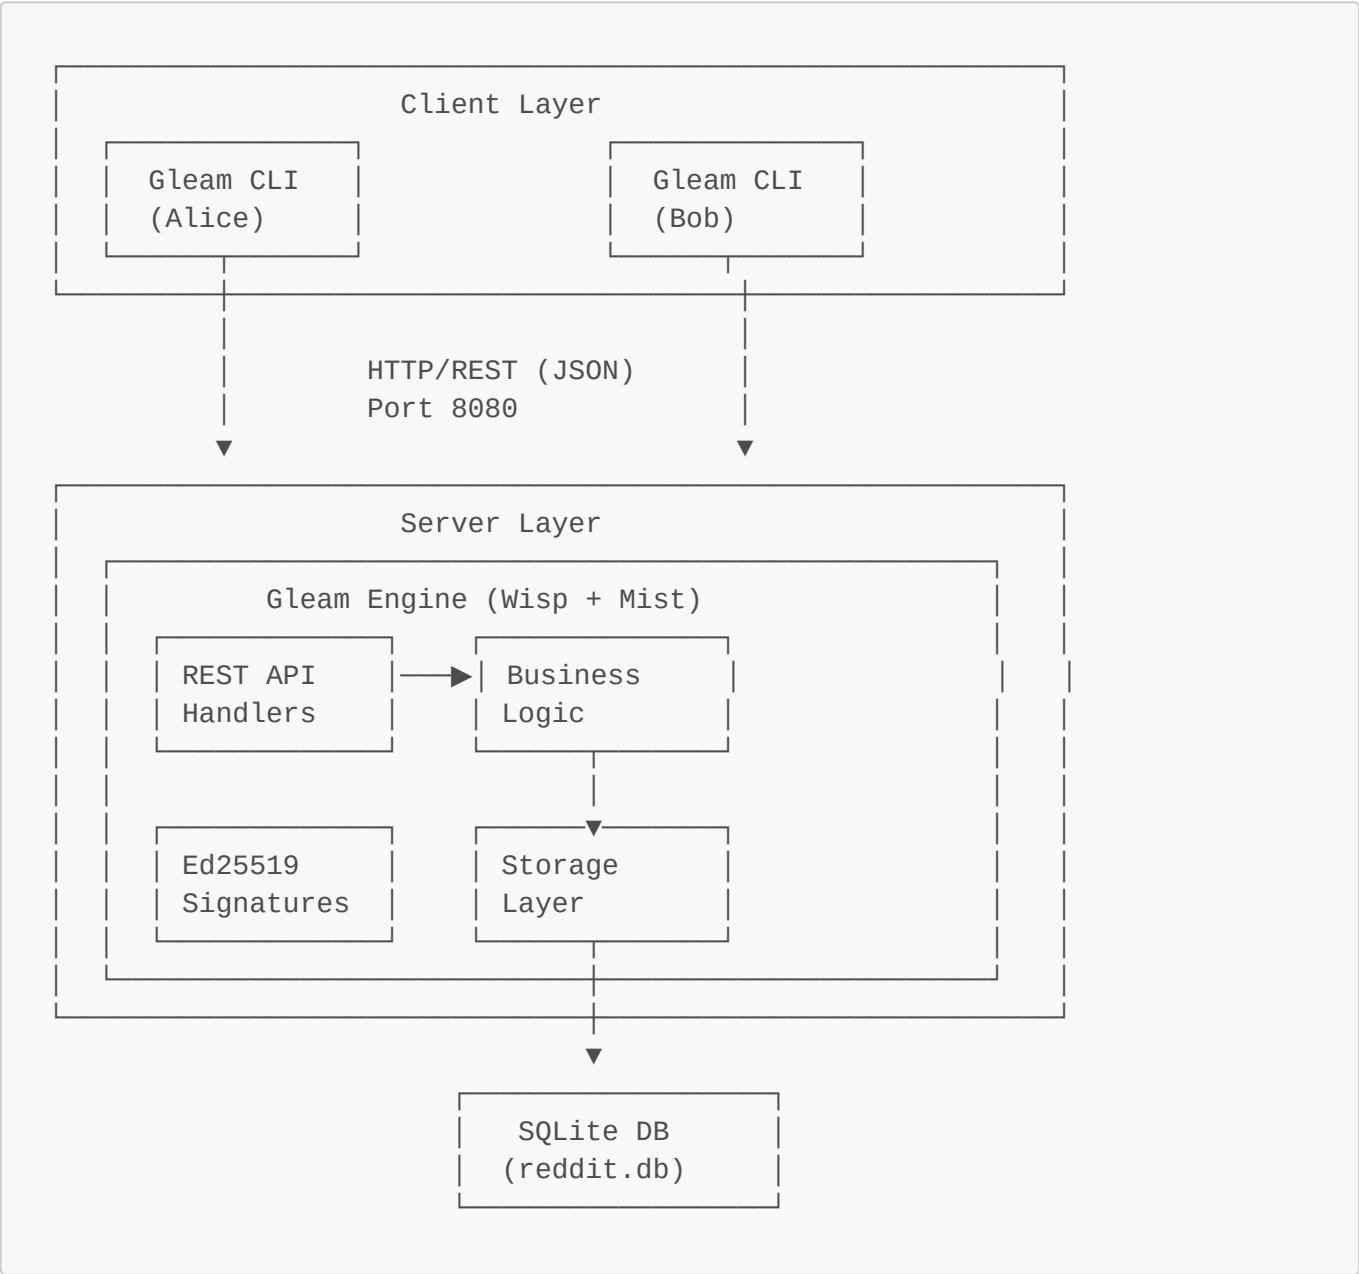 Client Layer
Gleam CLI Gleam CLI
(Alice) (Bob)
HTTP/REST (JSON)
Port 8080
Server Layer
Gleam Engine (Wisp + Mist)
REST API Business
Handlers Logic
Ed25519 Storage
Signatures Layer
SQLite DB
(reddit.db)